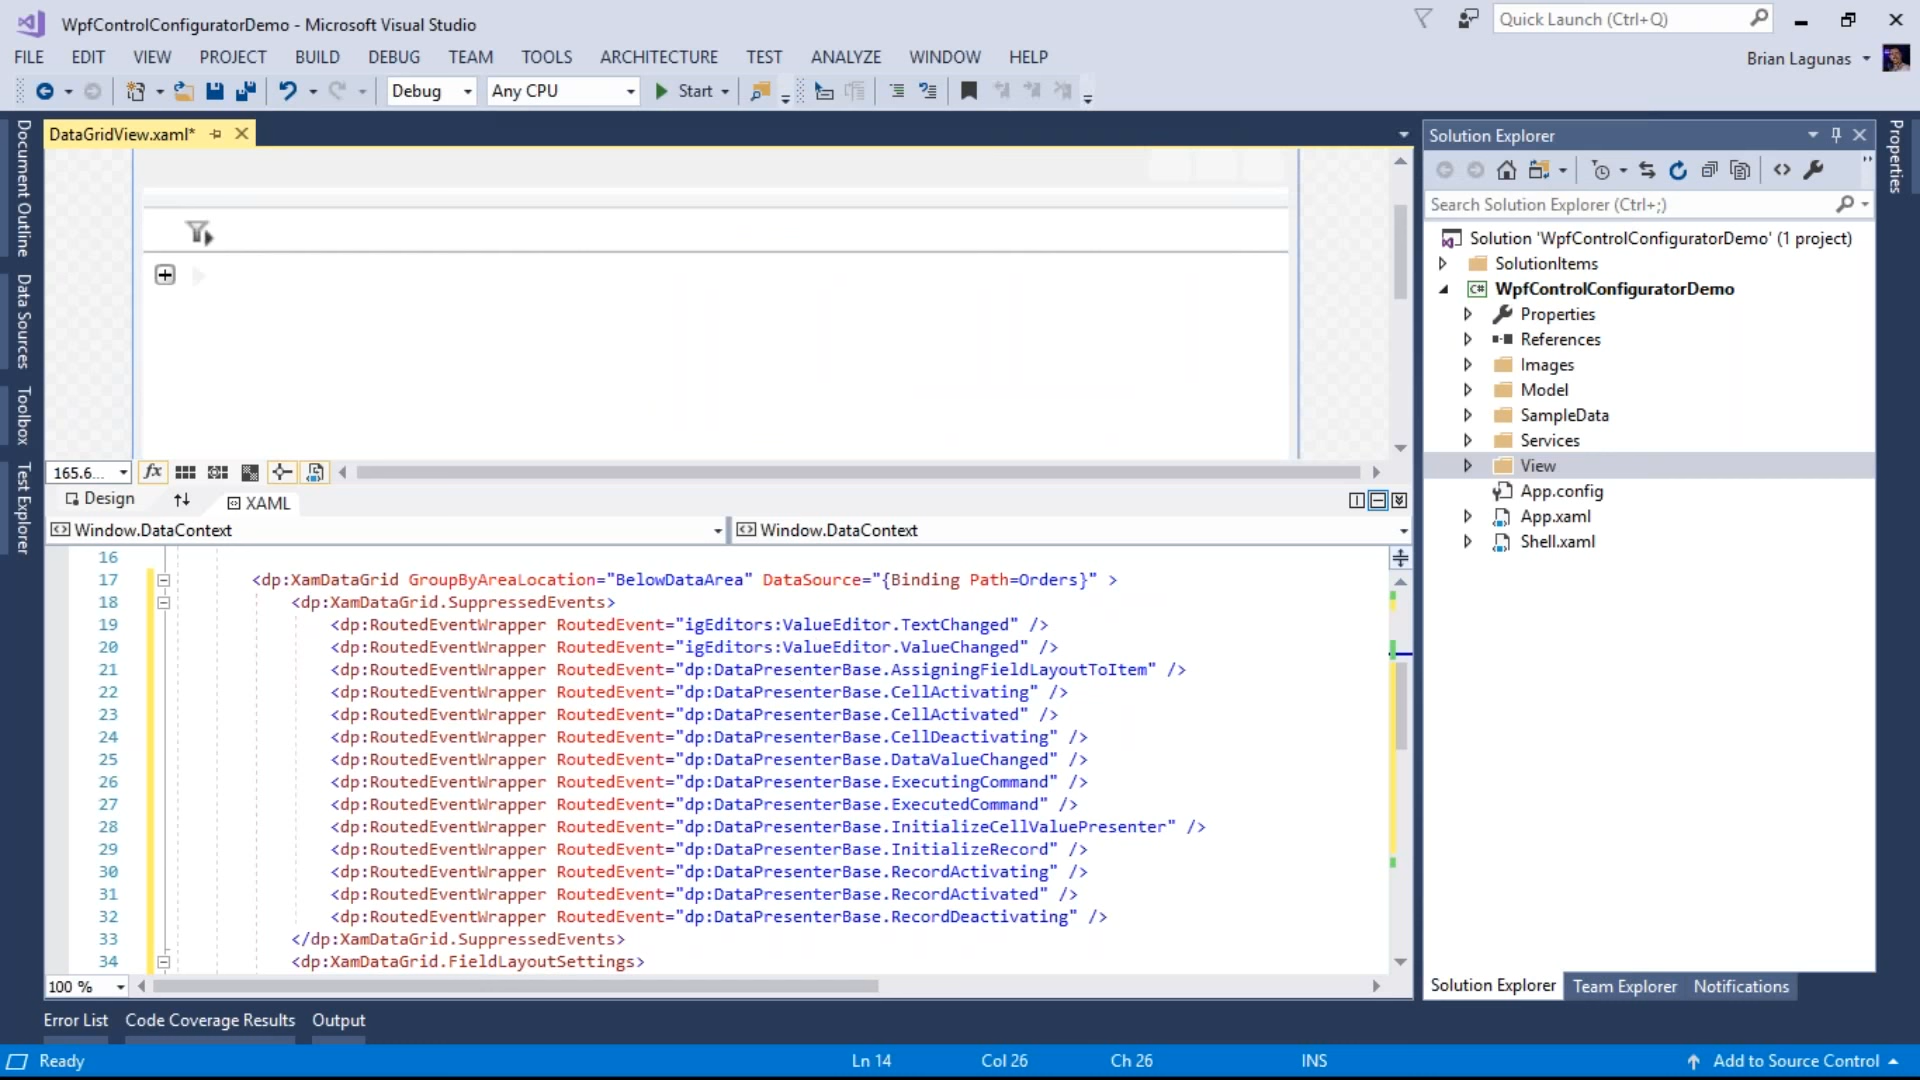 WpfControlConfiguratorDemo - Microsoft Visual Studio
Quick Launch (Ctrl+Q)
FILE EDIT VIEW PROJECT BUILD DEBUG TEAM TOOLS ARCHITECTURE TEST ANALYZE WINDOW HELP
Brian Lagunas
Debug Any CPU Start
Document Outline
Data Sources
Toolbox
Test Explorer
DataGridView.xaml*
165.6...
fx
Design
XAML
Window.DataContext
Window.DataContext
16
17 <dp:XamDataGrid GroupByAreaLocation="BelowDataArea" DataSource="{Binding Path=Orders}" >
18 <dp:XamDataGrid.SuppressedEvents>
19 <dp:RoutedEventWrapper RoutedEvent="igEditors:ValueEditor.TextChanged" />
20 <dp:RoutedEventWrapper RoutedEvent="igEditors:ValueEditor.ValueChanged" />
21 <dp:RoutedEventWrapper RoutedEvent="dp:DataPresenterBase.AssigningFieldLayoutToItem" />
22 <dp:RoutedEventWrapper RoutedEvent="dp:DataPresenterBase.CellActivating" />
23 <dp:RoutedEventWrapper RoutedEvent="dp:DataPresenterBase.CellActivated" />
24 <dp:RoutedEventWrapper RoutedEvent="dp:DataPresenterBase.CellDeactivating" />
25 <dp:RoutedEventWrapper RoutedEvent="dp:DataPresenterBase.DataValueChanged" />
26 <dp:RoutedEventWrapper RoutedEvent="dp:DataPresenterBase.ExecutingCommand" />
27 <dp:RoutedEventWrapper RoutedEvent="dp:DataPresenterBase.ExecutedCommand" />
28 <dp:RoutedEventWrapper RoutedEvent="dp:DataPresenterBase.InitializeCellValuePresenter" />
29 <dp:RoutedEventWrapper RoutedEvent="dp:DataPresenterBase.InitializeRecord" />
30 <dp:RoutedEventWrapper RoutedEvent="dp:DataPresenterBase.RecordActivating" />
31 <dp:RoutedEventWrapper RoutedEvent="dp:DataPresenterBase.RecordActivated" />
32 <dp:RoutedEventWrapper RoutedEvent="dp:DataPresenterBase.RecordDeactivating" />
33 </dp:XamDataGrid.SuppressedEvents>
34 <dp:XamDataGrid.FieldLayoutSettings>
100 %
Solution Explorer
Search Solution Explorer (Ctrl+;)
Solution 'WpfControlConfiguratorDemo' (1 project)
SolutionItems
C# WpfControlConfiguratorDemo
Properties
References
Images
Model
SampleData
Services
View
App.config
App.xaml
Shell.xaml
Solution Explorer Team Explorer Notifications
Properties
Error List Code Coverage Results Output
Ready Ln 14 Col 26 Ch 26 INS Add to Source Control